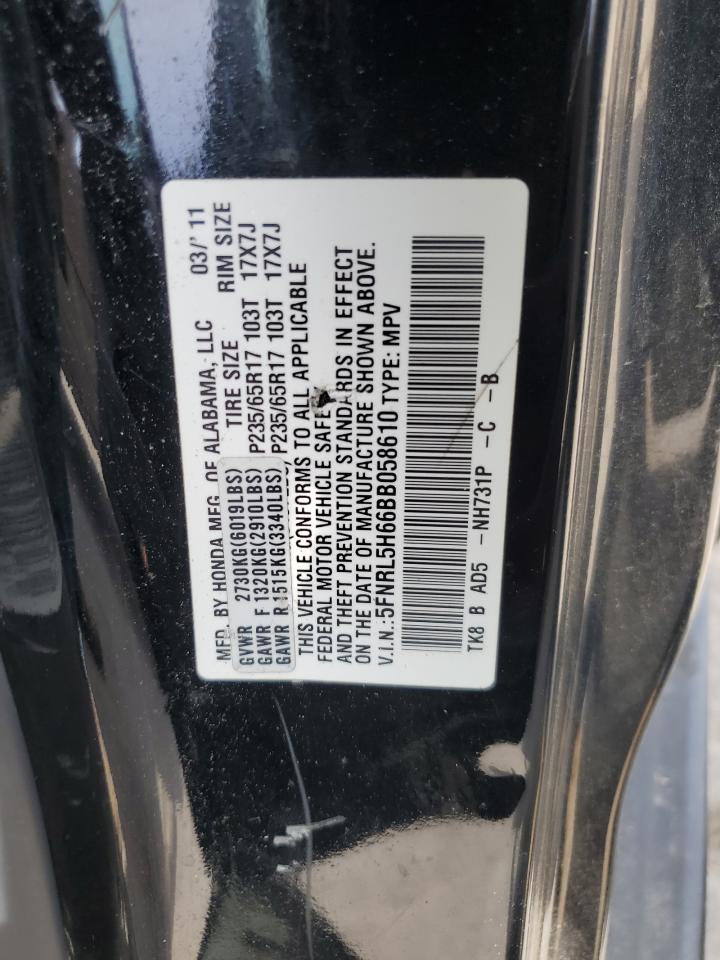 MFD. BY HONDA MFG. OF ALABAMA, LLC 03/' 11
TIRE SIZE RIM SIZE
GVWR 2730KG(6019LBS)
GAWR F 1320KG(2910LBS) P235/65R17 103T 17X7J
GAWR R 1515KG(3340LBS) P235/65R17 103T 17X7J
THIS VEHICLE CONFORMS TO ALL APPLICABLE
FEDERAL MOTOR VEHICLE SAFE
AND THEFT PREVENTION STANDARDS IN EFFECT
ON THE DATE OF MANUFACTURE SHOWN ABOVE.
V.I.N.:5FNRL5H66BB058610 TYPE: MPV
TK8 B AD5 -NH731P -C -B